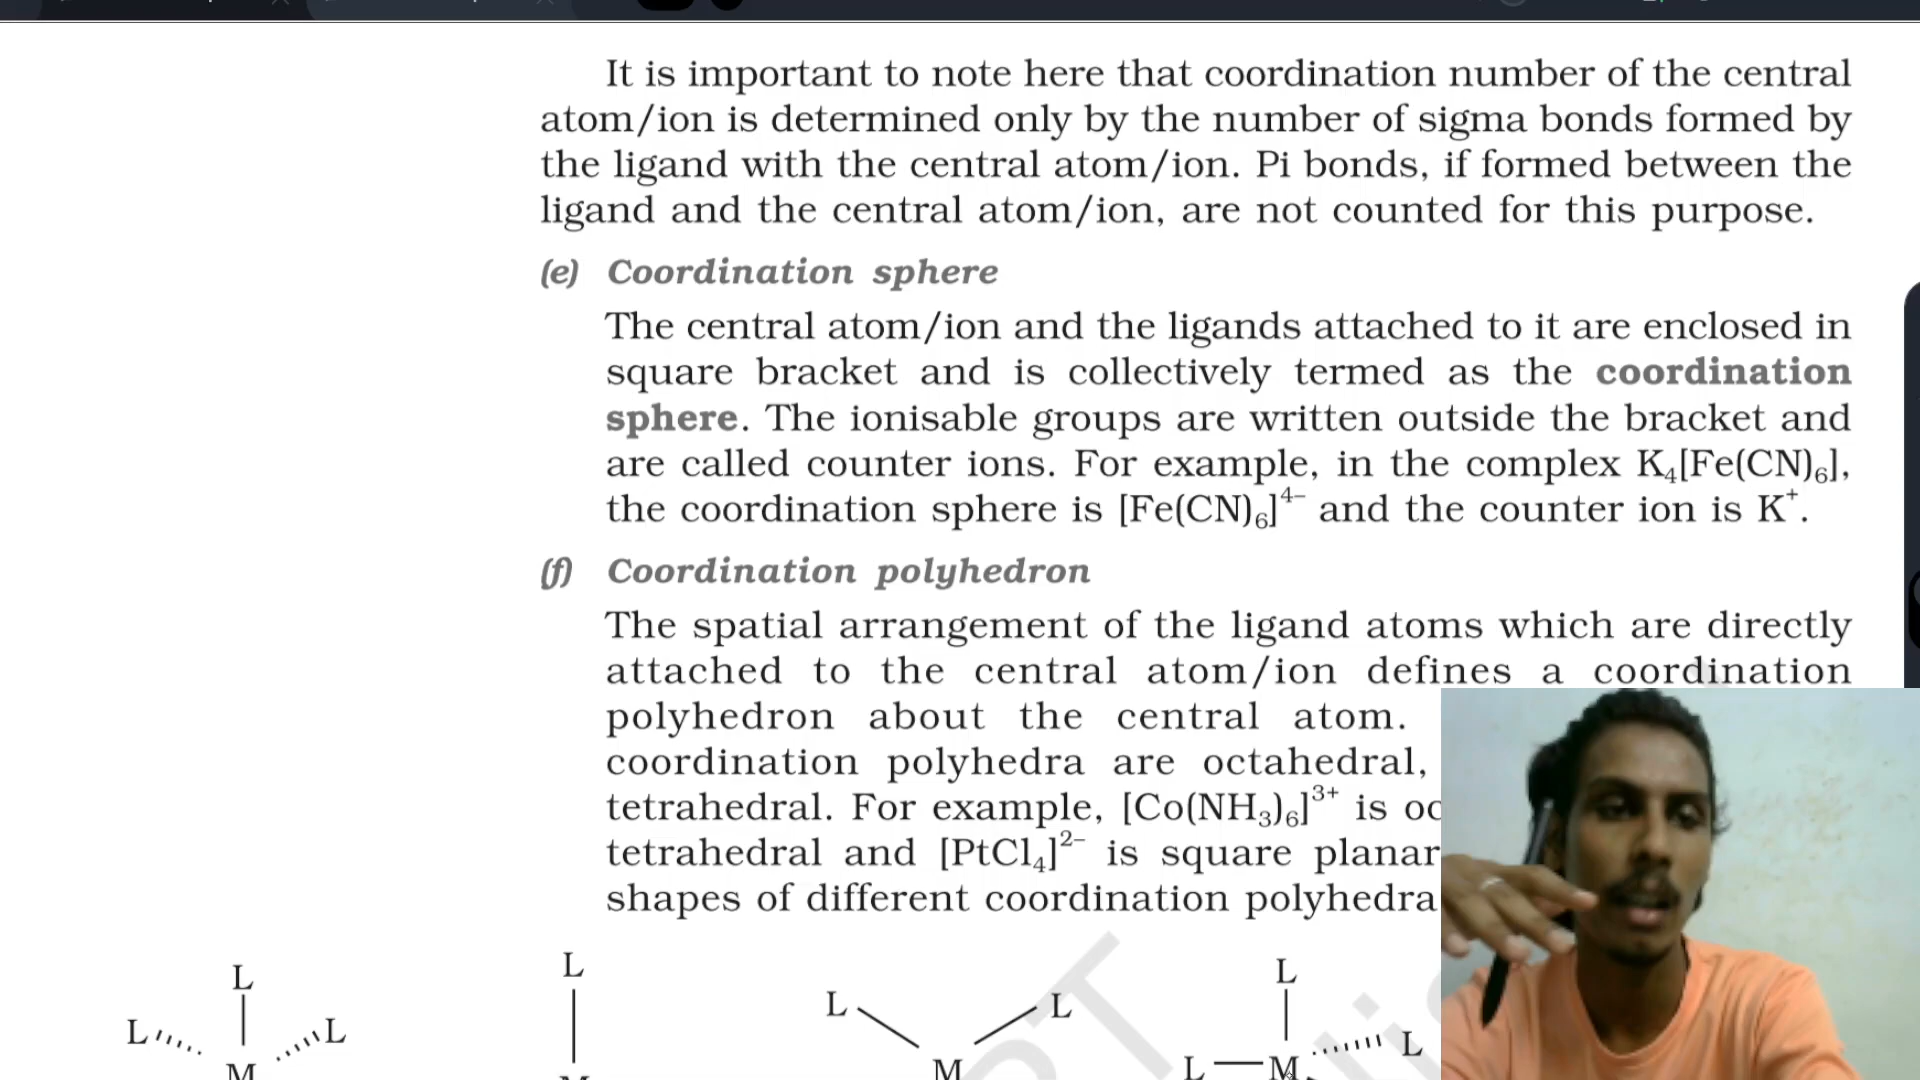 It is important to note here that coordination number of the central
atom/ion is determined only by the number of sigma bonds formed by
the ligand with the central atom/ion. Pi bonds, if formed between the
ligand and the central atom/ion, are not counted for this purpose.
(e) Coordination sphere
The central atom/ion and the ligands attached to it are enclosed in
square bracket and is collectively termed as the coordination
sphere. The ionisable groups are written outside the bracket and
are called counter ions. For example, in the complex K₄[Fe(CN)₆],
the coordination sphere is [Fe(CN)₆]⁴⁻ and the counter ion is K⁺.
(f) Coordination polyhedron
The spatial arrangement of the ligand atoms which are directly
attached to the central atom/ion defines a coordination
polyhedron about the central atom.
coordination polyhedra are octahedral,
tetrahedral. For example, [Co(NH₃)₆]³⁺ is oc
tetrahedral and [PtCl₄]²⁻ is square planar
shapes of different coordination polyhedra
L L L L L
L L L M L
M M L M